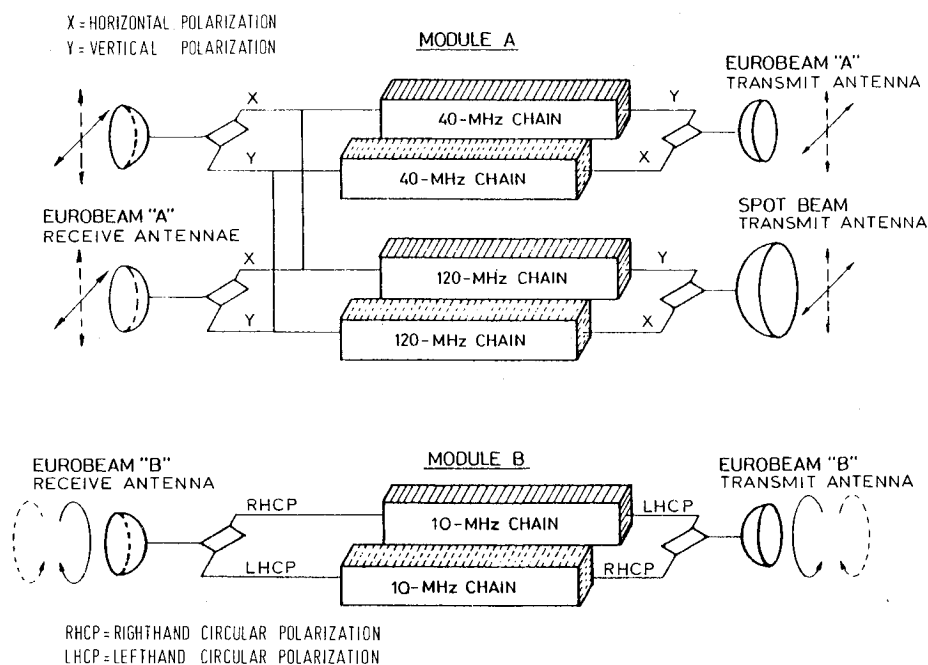 X = HORIZONTAL POLARIZATION
Y = VERTICAL POLARIZATION
MODULE A
EUROBEAM "A"
TRANSMIT ANTENNA
X
Y
40-MHz CHAIN
Y
X
40-MHz CHAIN
EUROBEAM "A"
RECEIVE ANTENNAE
SPOT BEAM
TRANSMIT ANTENNA
X
Y
120-MHz CHAIN
Y
X
120-MHz CHAIN
MODULE B
EUROBEAM "B"
RECEIVE ANTENNA
EUROBEAM "B"
TRANSMIT ANTENNA
RHCP
LHCP
10-MHz CHAIN
LHCP
RHCP
10-MHz CHAIN
RHCP = RIGHTHAND CIRCULAR POLARIZATION
LHCP = LEFTHAND CIRCULAR POLARIZATION